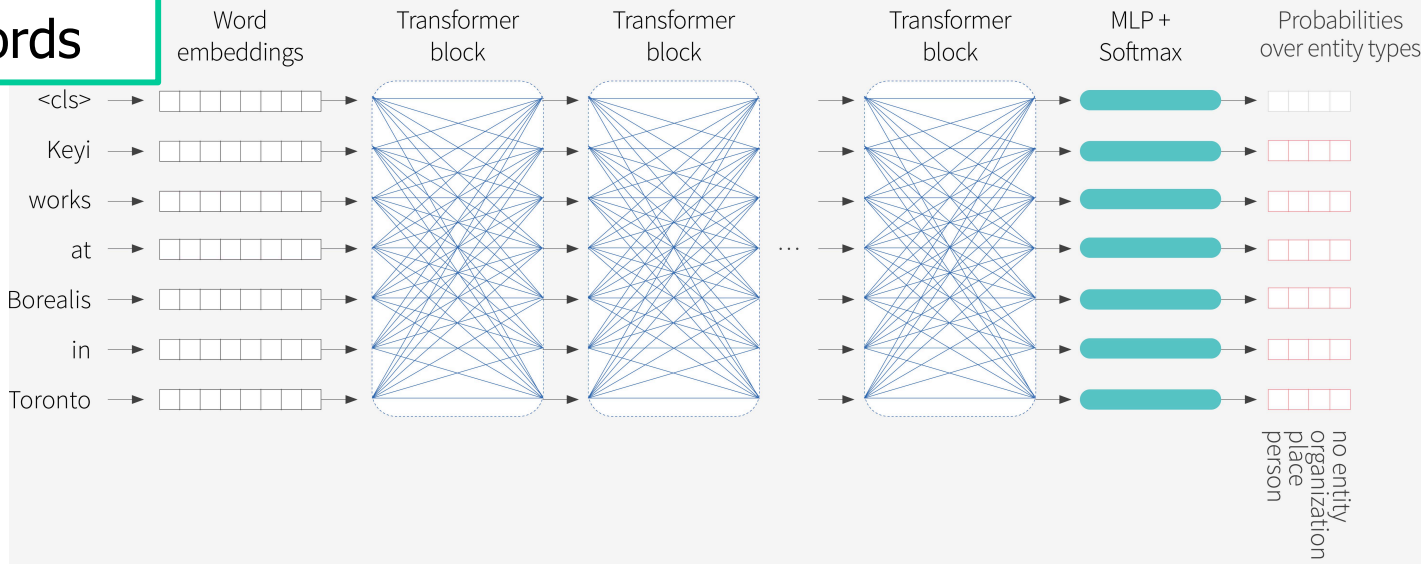 ords
Word
embeddings
Transformer
block
Transformer
block
Transformer
block
MLP +
Softmax
Probabilities
over entity types
<cls>
Keyi
works
at
Borealis
in
Toronto
...
person
place
organization
no entity